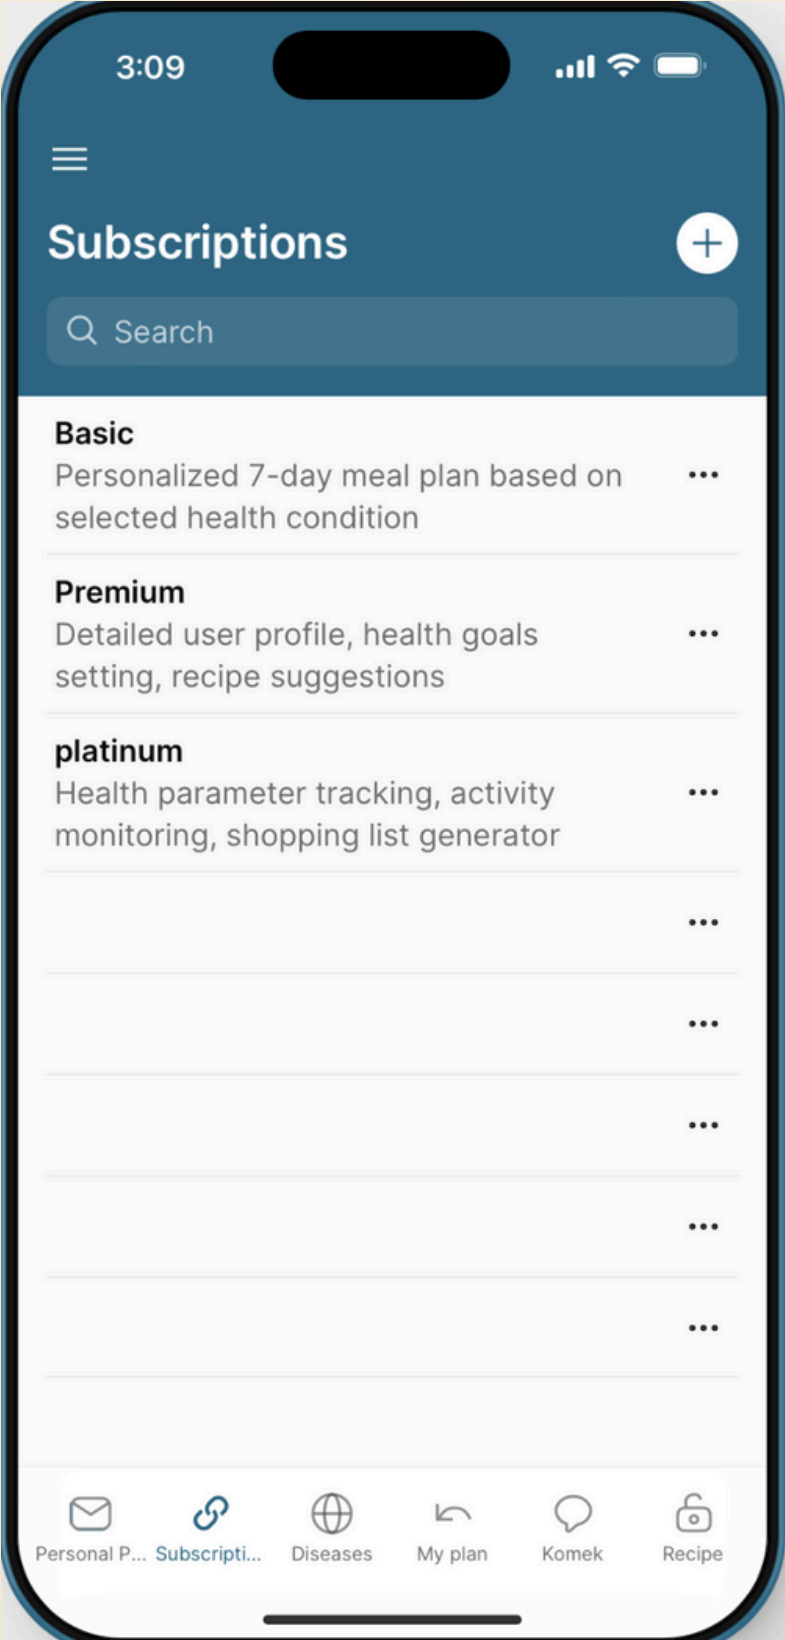 3:09
Subscriptions
Search
Basic
Personalized 7-day meal plan based on
selected health condition
Premium
Detailed user profile, health goals
setting, recipe suggestions
platinum
Health parameter tracking, activity
monitoring, shopping list generator
Personal P... Subscripti... Diseases My plan Komek Recipe